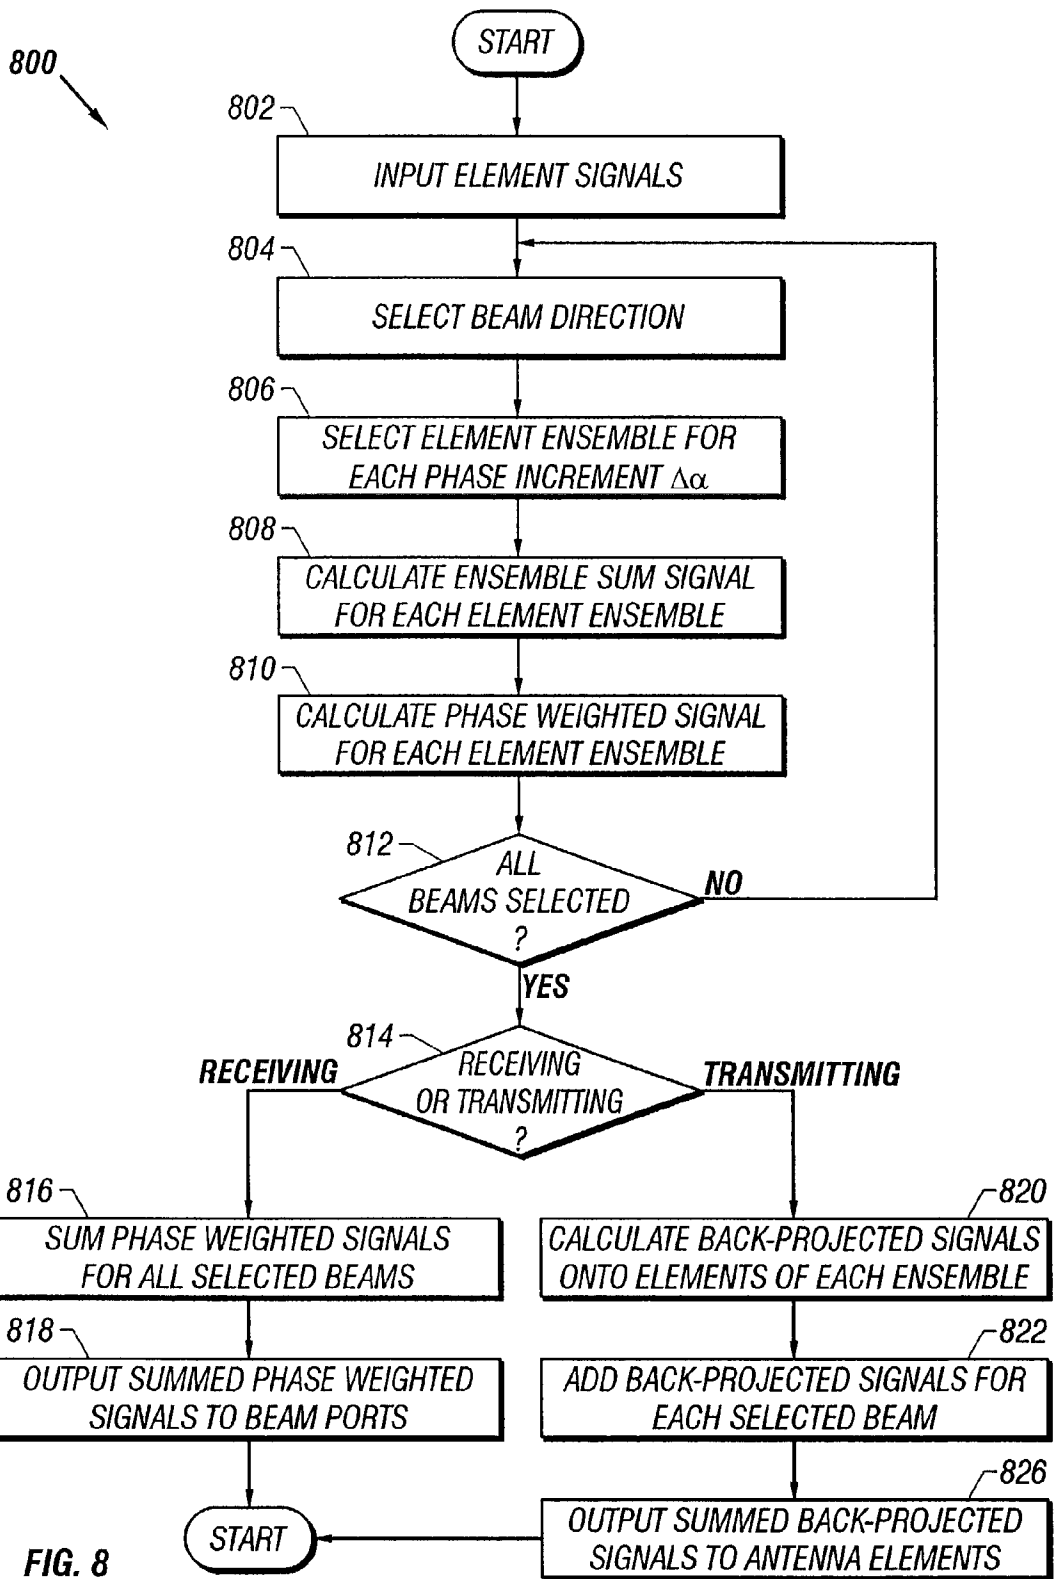 800
START
802
INPUT ELEMENT SIGNALS
804
SELECT BEAM DIRECTION
806
SELECT ELEMENT ENSEMBLE FOR
EACH PHASE INCREMENT Δα
808
CALCULATE ENSEMBLE SUM SIGNAL
FOR EACH ELEMENT ENSEMBLE
810
CALCULATE PHASE WEIGHTED SIGNAL
FOR EACH ELEMENT ENSEMBLE
812
ALL
BEAMS SELECTED
?
NO
YES
814
RECEIVING
OR TRANSMITTING
?
RECEIVING
TRANSMITTING
816
SUM PHASE WEIGHTED SIGNALS
FOR ALL SELECTED BEAMS
818
OUTPUT SUMMED PHASE WEIGHTED
SIGNALS TO BEAM PORTS
820
CALCULATE BACK-PROJECTED SIGNALS
ONTO ELEMENTS OF EACH ENSEMBLE
822
ADD BACK-PROJECTED SIGNALS FOR
EACH SELECTED BEAM
826
OUTPUT SUMMED BACK-PROJECTED
SIGNALS TO ANTENNA ELEMENTS
START
FIG. 8